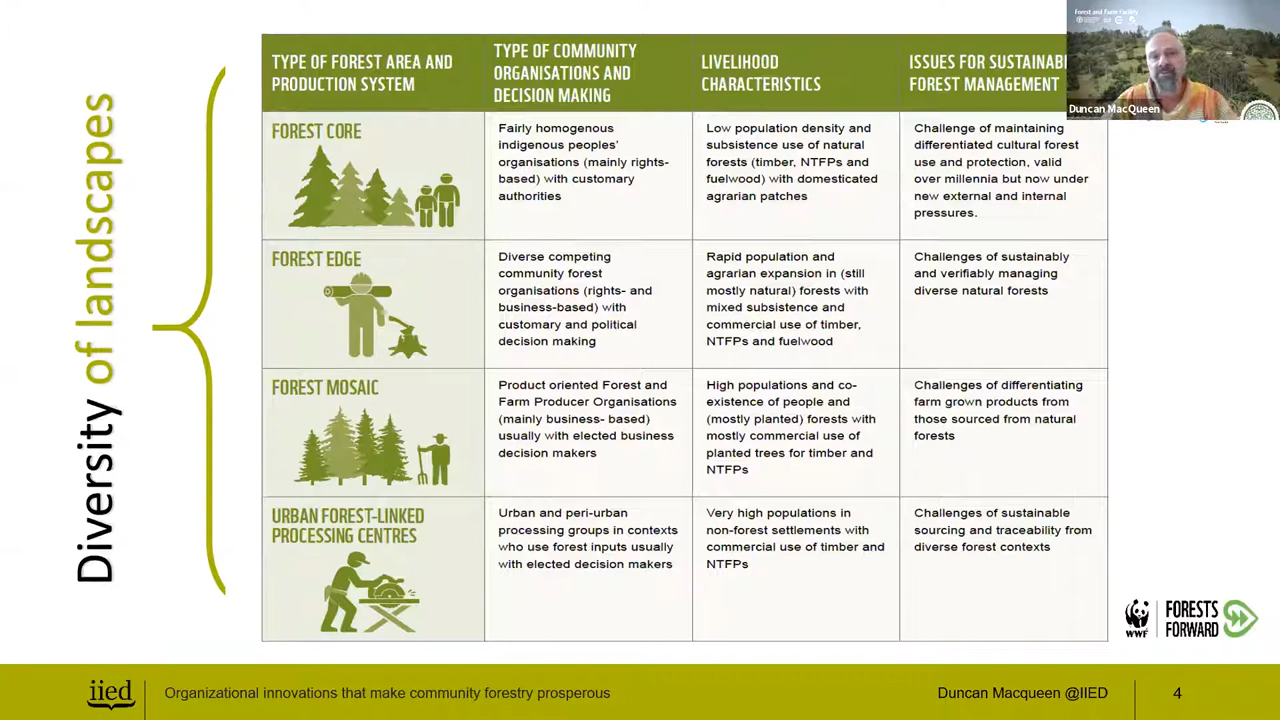 Diversity of landscapes
TYPE OF FOREST AREA AND
PRODUCTION SYSTEM
TYPE OF COMMUNITY
ORGANISATIONS AND
DECISION MAKING
LIVELIHOOD
CHARACTERISTICS
ISSUES FOR SUSTAINAB
FOREST MANAGEMENT
Forest and Farm Facility
Duncan MacQueen
FOREST CORE
Fairly homogenous
indigenous peoples'
organisations (mainly rights-
based) with customary
authorities
Low population density and
subsistence use of natural
forests (timber, NTFPs and
fuelwood) with domesticated
agrarian patches
Challenge of maintaining
differentiated cultural forest
use and protection, valid
over millennia but now under
new external and internal
pressures.
FOREST EDGE
Diverse competing
community forest
organisations (rights- and
business-based) with
customary and political
decision making
Rapid population and
agrarian expansion in (still
mostly natural) forests with
mixed subsistence and
commercial use of timber,
NTFPs and fuelwood
Challenges of sustainably
and verifiably managing
diverse natural forests
FOREST MOSAIC
Product oriented Forest and
Farm Producer Organisations
(mainly business- based)
usually with elected business
decision makers
High populations and co-
existence of people and
(mostly planted) forests with
mostly commercial use of
planted trees for timber and
NTFPs
Challenges of differentiating
farm grown products from
those sourced from natural
forests
URBAN FOREST-LINKED
PROCESSING CENTRES
Urban and peri-urban
processing groups in contexts
who use forest inputs usually
with elected decision makers
Very high populations in
non-forest settlements with
commercial use of timber and
NTFPs
Challenges of sustainable
sourcing and traceability from
diverse forest contexts
WWF
FORESTS
FORWARD
iied
Organizational innovations that make community forestry prosperous
Duncan Macqueen @IIED
4